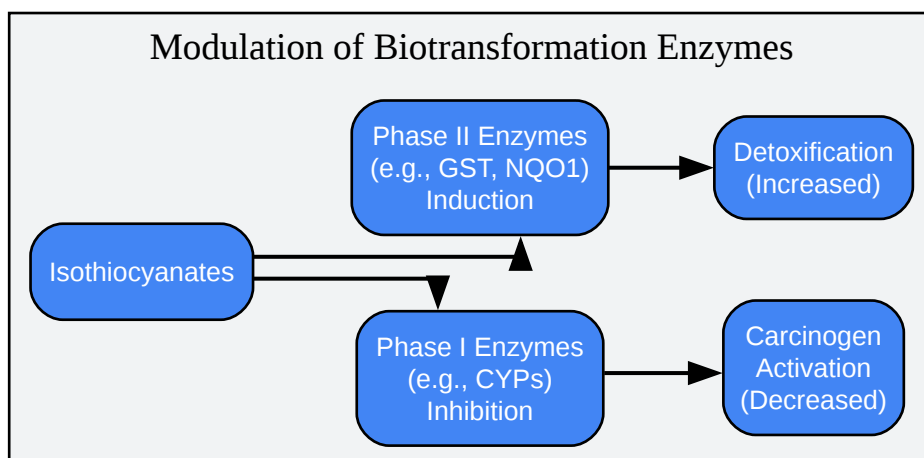 Modulation of Biotransformation Enzymes
Phase II Enzymes
(e.g., GST, NQO1)
Induction
Detoxification
(Increased)
Isothiocyanates
Phase I Enzymes
(e.g., CYPs)
Inhibition
Carcinogen
Activation
(Decreased)